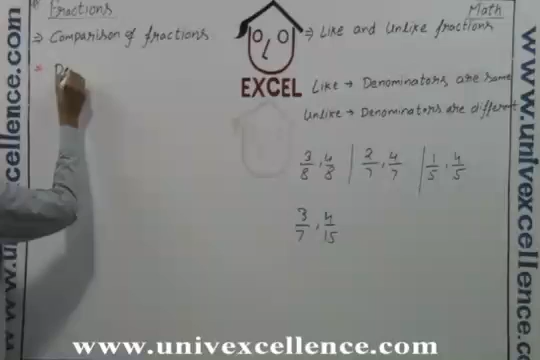 Fractions
Math
⇒ Comparison of fractions
⇒ Like and Unlike fractions
EXCEL
Like → Denominators are same
Unlike → Denominators are different
3/8 , 4/8 | 2/7 , 4/7 | 1/5 , 4/5
3/7 , 4/15
www.univexcellence.com
www.univexcellence.com
www.univexcellence.com